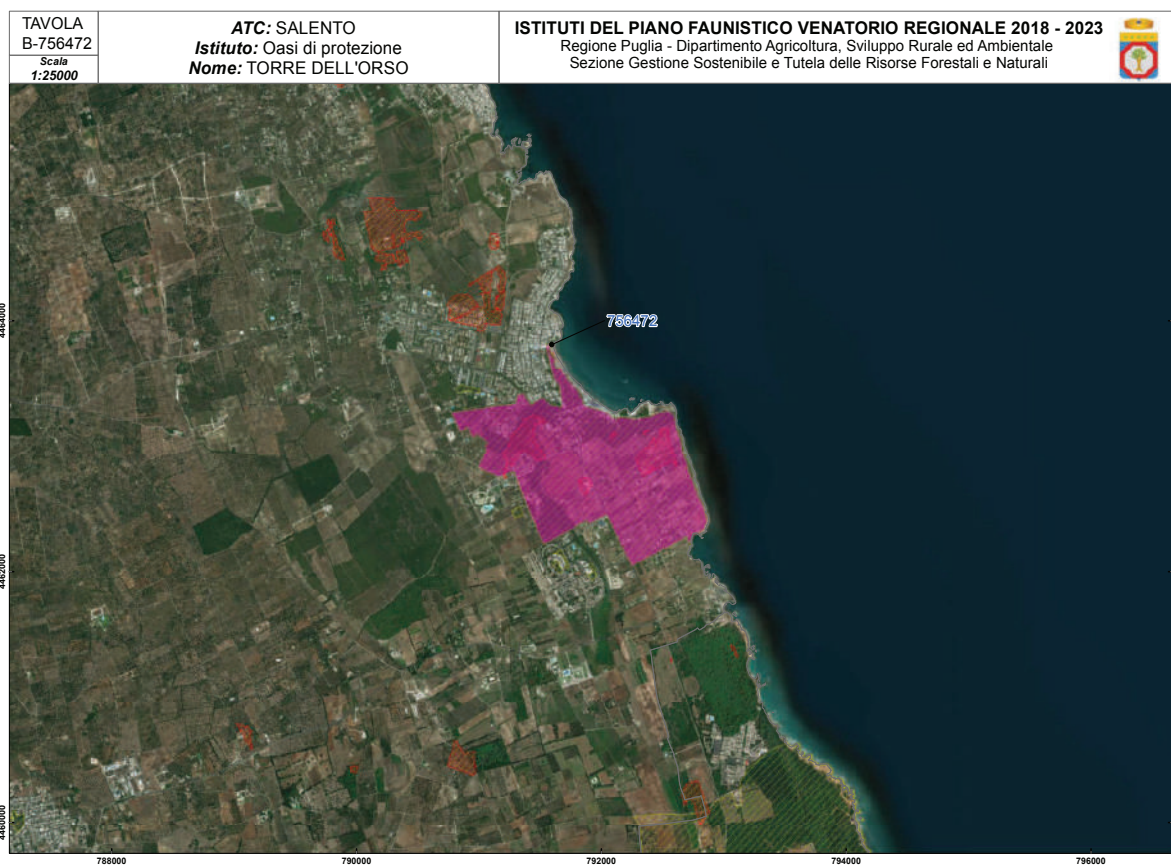 TAVOLA
B-756472
Scala
1:25000
ATC: SALENTO
Istituto: Oasi di protezione
Nome: TORRE DELL'ORSO
ISTITUTI DEL PIANO FAUNISTICO VENATORIO REGIONALE 2018 - 2023
Regione Puglia - Dipartimento Agricoltura, Sviluppo Rurale ed Ambientale
Sezione Gestione Sostenibile e Tutela delle Risorse Forestali e Naturali
4464000
756472
4462000
4460000
788000
790000
792000
794000
796000